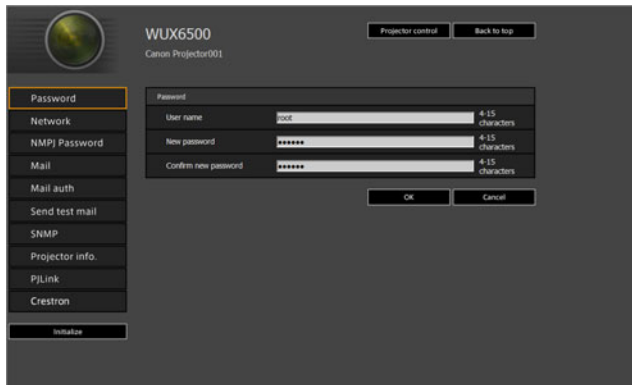 WUX6500
Canon Projector001
Projector control
Back to top
Password
Network
NMPJ Password
Mail
Mail auth
Send test mail
SNMP
Projector info.
PJLink
Crestron
Initialize
Password
User name root 4-15 characters
New password •••••• 4-15 characters
Confirm new password •••••• 4-15 characters
OK
Cancel